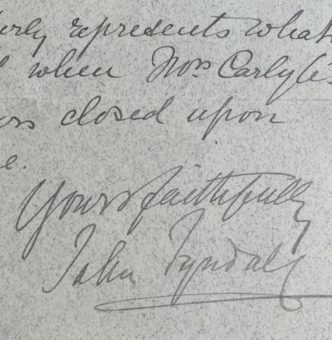 rly represents what
when Mrs Carlyle's
closed upon
e.
Yours faithfully
John Tyndall